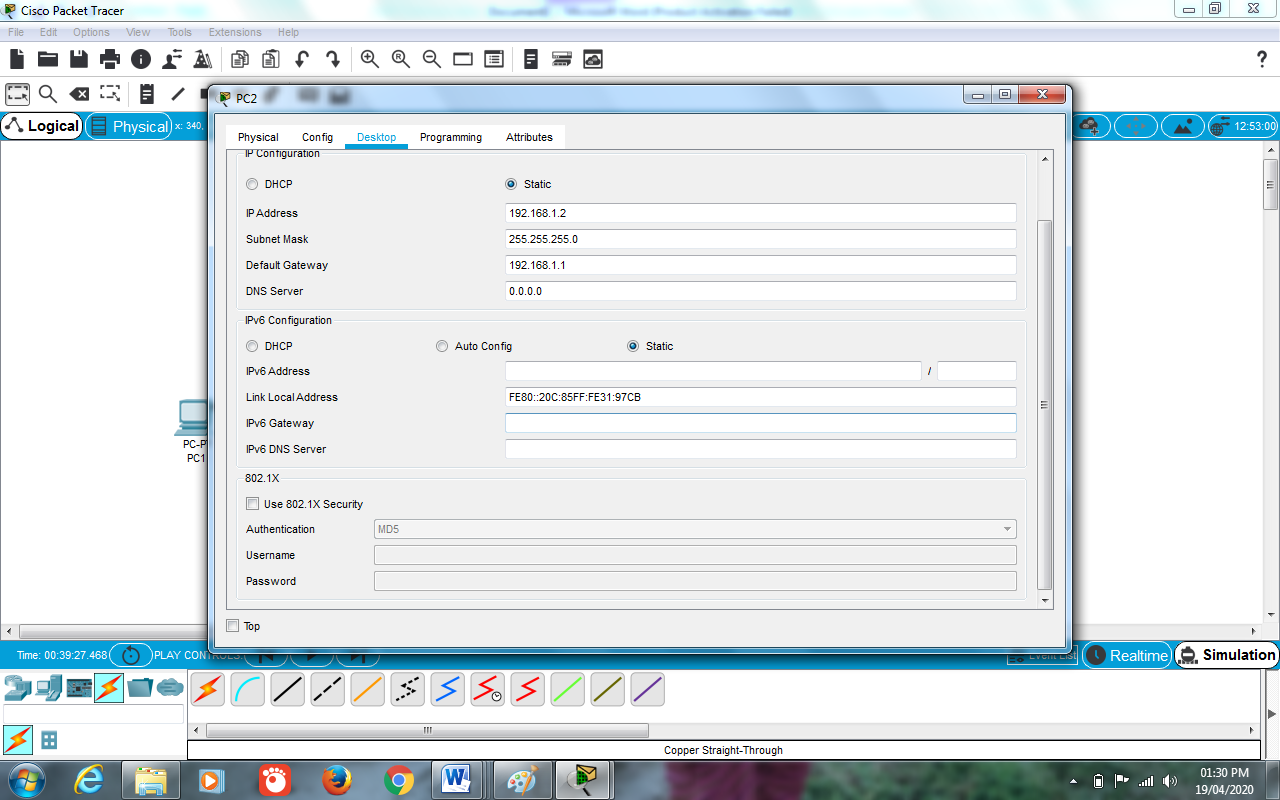 Cisco Packet Tracer
File Edit Options View Tools Extensions Help
PC2
Logical Physical x: 340, 12:53:00
Physical Config Desktop Programming Attributes
IP Configuration
DHCP Static
IP Address 192.168.1.2
Subnet Mask 255.255.255.0
Default Gateway 192.168.1.1
DNS Server 0.0.0.0
IPv6 Configuration
DHCP Auto Config Static
IPv6 Address /
Link Local Address FE80::20C:85FF:FE31:97CB
IPv6 Gateway
IPv6 DNS Server
802.1X
Use 802.1X Security
Authentication MD5
Username
Password
Top
PC-P
PC1
Time: 00:39:27.468 PLAY CONTROLS: Event List Realtime Simulation
Copper Straight-Through
01:30 PM
19/04/2020